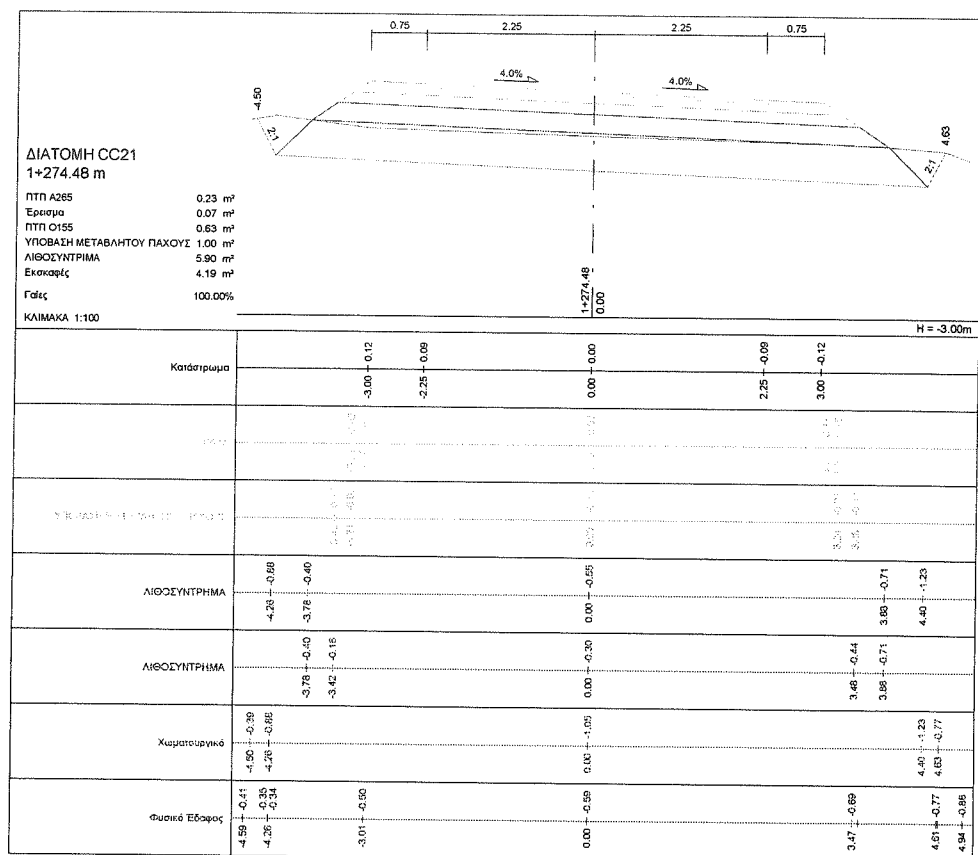 0.75 2.25 2.25 0.75
4.0% 4.0%
-4.50
4.63
2:1
2:1
ΔΙΑΤΟΜΗ CC21
1+274.48 m
ΠΤΠ Α265 0.23 m²
Έρεισμα 0.07 m²
ΠΤΠ Ο155 0.63 m²
ΥΠΟΒΑΣΗ ΜΕΤΑΒΛΗΤΟΥ ΠΑΧΟΥΣ 1.00 m²
ΛΙΘΟΣΥΝΤΡΙΜΑ 5.90 m²
Εκσκαφές 4.19 m²
Γαίες 100.00%
ΚΛΙΜΑΚΑ 1:100
1+274.48
0.00
H = -3.00m
Κατάστρωμα
0.12 0.09 0.00 -0.09 -0.12
-3.00 -2.25 0.00 2.25 3.00
ΛΙΘΟΣΥΝΤΡΗΜΑ
-0.88 -0.40 -0.55 -0.71 -1.23
-4.26 -3.78 0.00 3.88 4.40
ΛΙΘΟΣΥΝΤΡΗΜΑ
-0.40 -0.16 -0.30 -0.44 -0.71
-3.78 -3.42 0.00 3.48 3.88
Χωματουργικό
-0.39 -0.88 -1.05 -1.23 -0.77
-4.50 -4.26 0.00 4.40 4.63
Φυσικό Έδαφος
-0.41 -0.35 -0.34 -0.50 -0.59 -0.69 -0.77 -0.86
-4.59 -4.26 -3.01 0.00 3.47 4.61 4.94